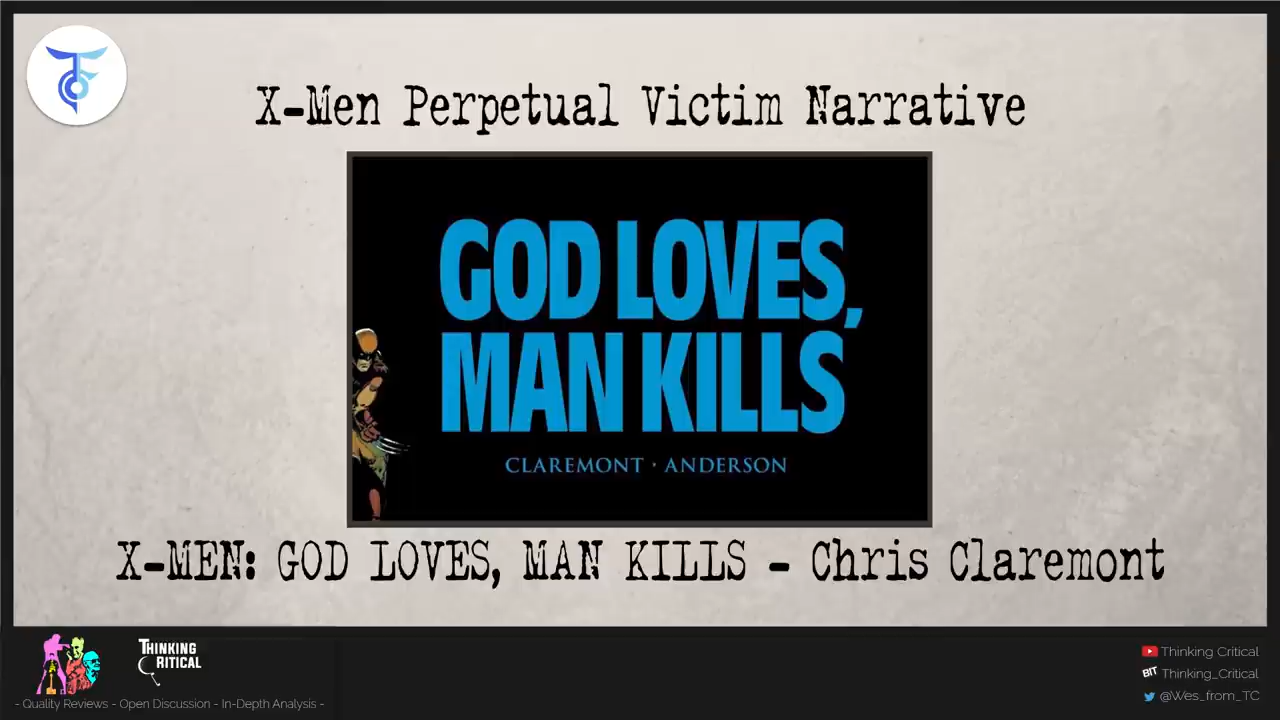 X-Men Perpetual Victim Narrative
GOD LOVES,
MAN KILLS
CLAREMONT · ANDERSON
X-MEN: GOD LOVES, MAN KILLS - Chris Claremont
THINKING
CRITICAL
- Quality Reviews - Open Discussion - In-Depth Analysis -
Thinking Critical
BIT Thinking_Critical
@Wes_from_TC